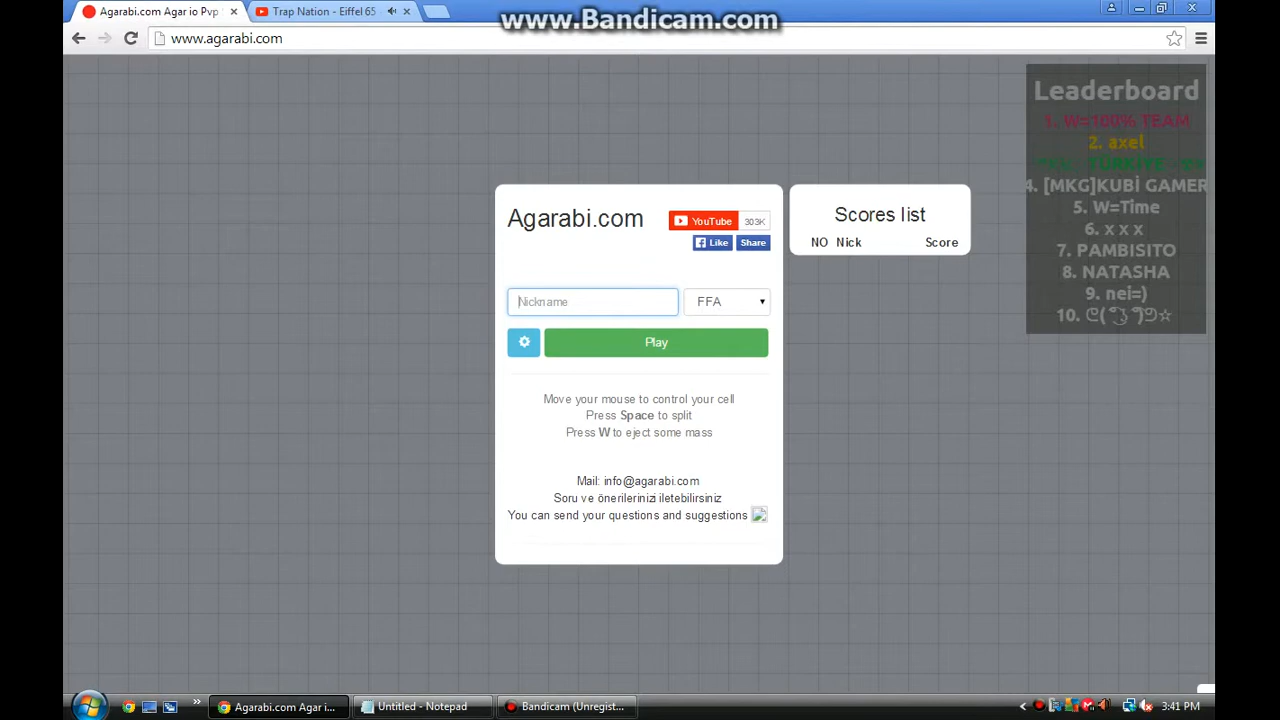 Agarabi.com Agar io Pvp
Trap Nation - Eiffel 65
www.Bandicam.com
www.agarabi.com
Agarabi.com
YouTube 303K
Like Share
Nickname
FFA
Play
Move your mouse to control your cell
Press Space to split
Press W to eject some mass
Mail: info@agarabi.com
Soru ve önerilerinizi iletebilirsiniz
You can send your questions and suggestions
Scores list
NO Nick Score
Leaderboard
1. W=100% TEAM
2. axel
TÜRKİYE
4. [MKG]KUBİ GAMER
5. W=Time
6. x x x
7. PAMBISITO
8. NATASHA
9. nei=)
10.
Agarabi.com Agar i...
Untitled - Notepad
Bandicam (Unregist...
3:41 PM